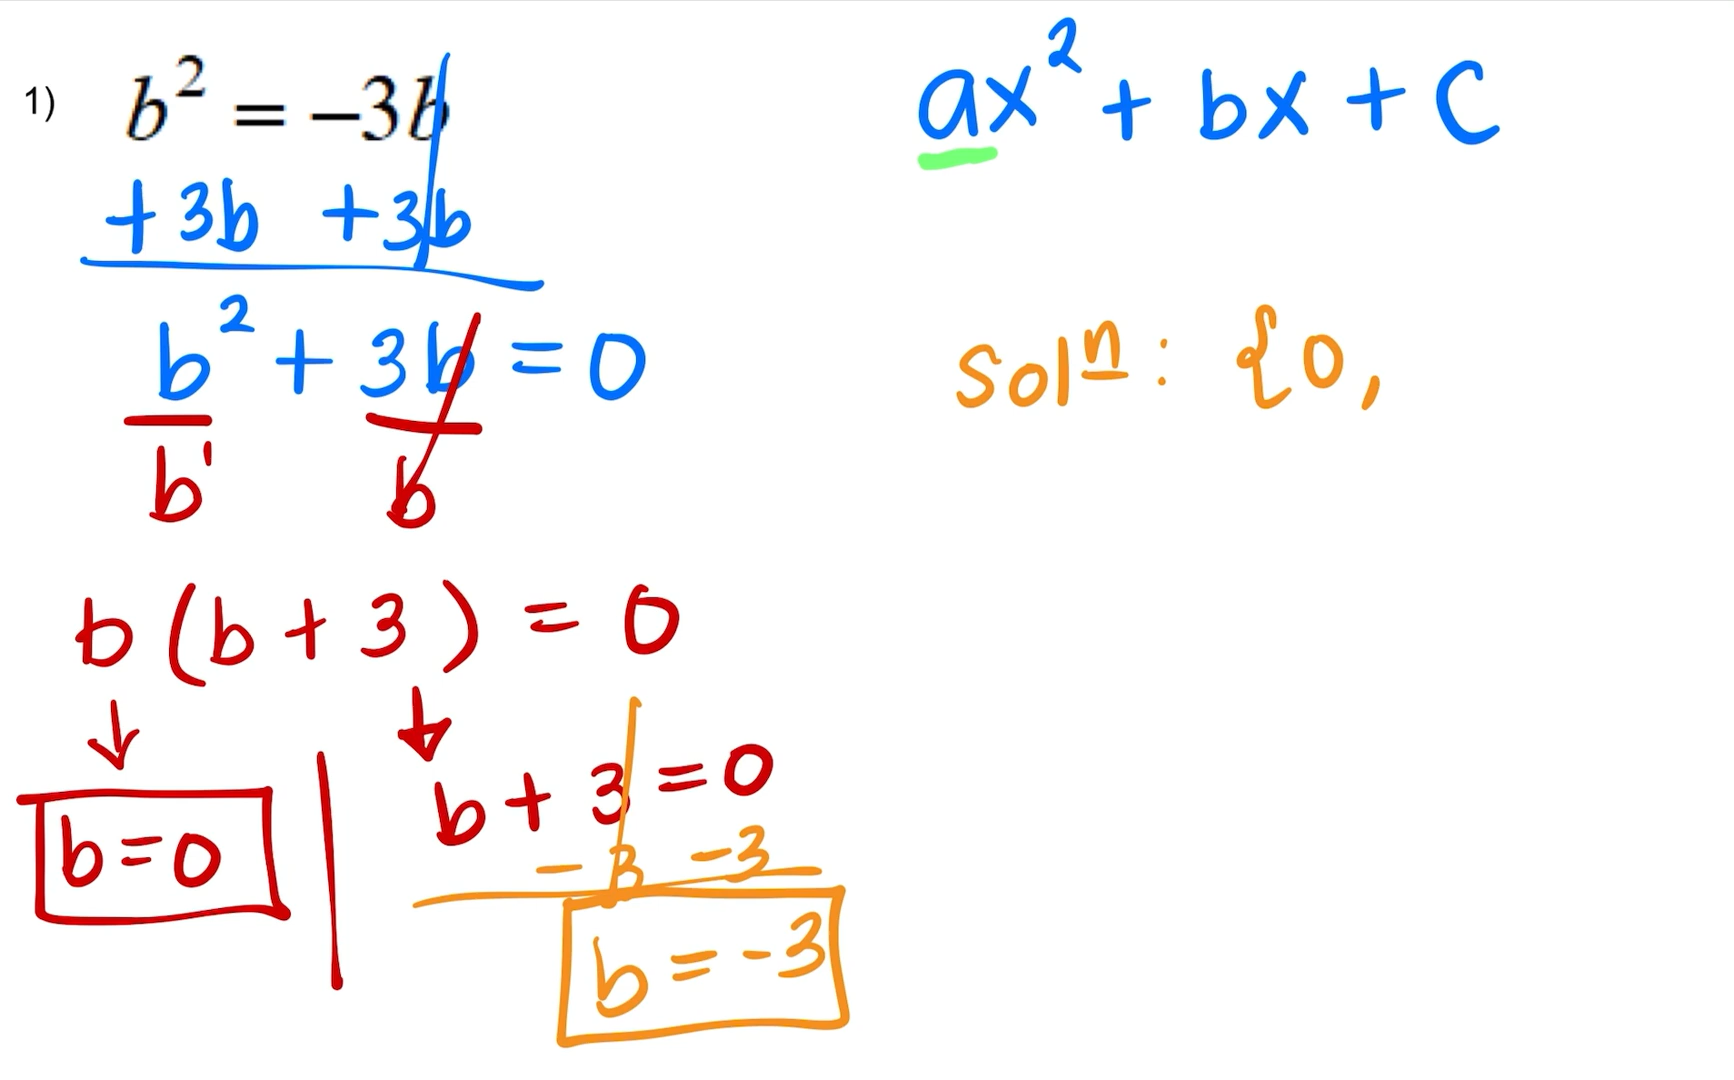 1) b² = −3b
+3b +3b
b² + 3b = 0
b¹ b
b(b+3) = 0
b=0
b+3=0
-3 -3
b=-3
ax² + bx + c
solⁿ: {0,